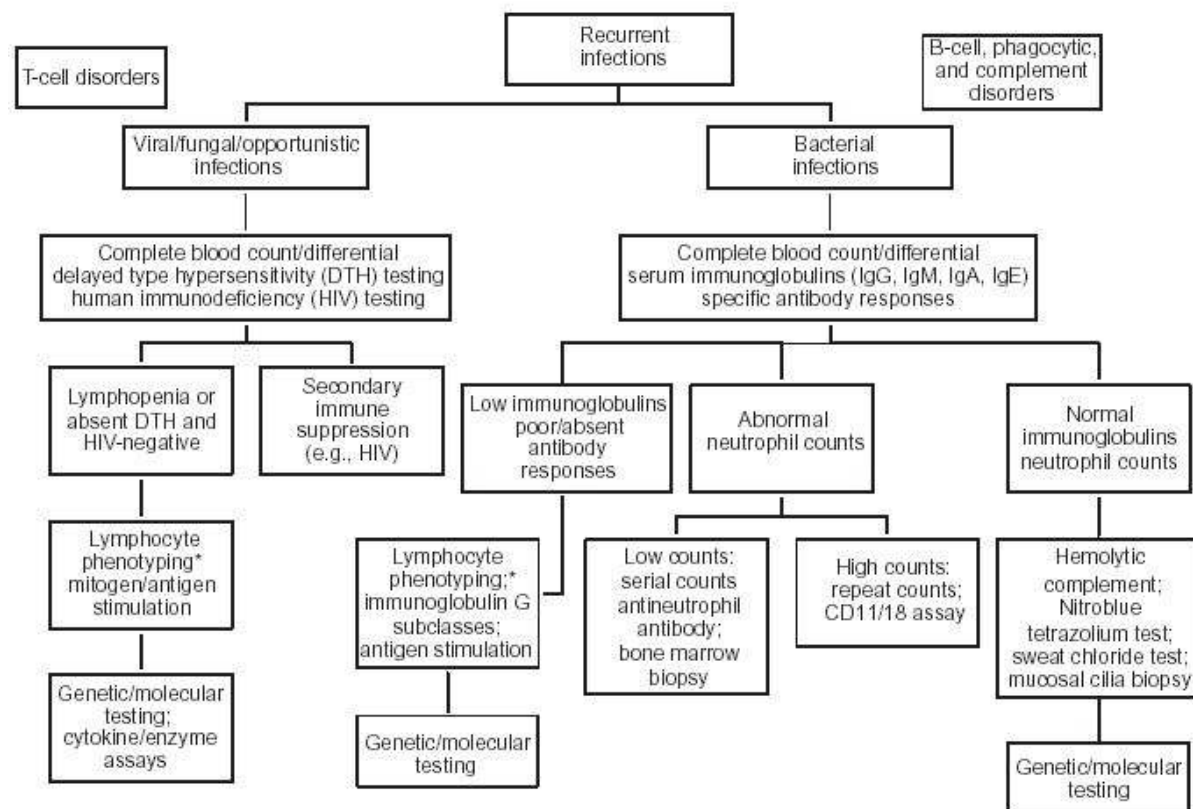 Recurrent
infections
T-cell disorders
B-cell, phagocytic,
and complement
disorders
Viral/fungal/opportunistic
infections
Bacterial
infections
Complete blood count/differential
delayed type hypersensitivity (DTH) testing
human immunodeficiency (HIV) testing
Complete blood count/differential
serum immunoglobulins (IgG, IgM, IgA, IgE)
specific antibody responses
Lymphopenia or
absent DTH and
HIV-negative
Secondary
immune
suppression
(e.g., HIV)
Low immunoglobulins
poor/absent
antibody
responses
Abnormal
neutrophil counts
Normal
immunoglobulins
neutrophil counts
Lymphocyte
phenotyping*
mitogen/antigen
stimulation
Lymphocyte
phenotyping;*
immunoglobulin G
subclasses;
antigen stimulation
Low counts:
serial counts
antineutrophil
antibody;
bone marrow
biopsy
High counts:
repeat counts;
CD11/18 assay
Hemolytic
complement;
Nitroblue
tetrazolium test;
sweat chloride test;
mucosal cilia biopsy
Genetic/molecular
testing;
cytokine/enzyme
assays
Genetic/molecular
testing
Genetic/molecular
testing